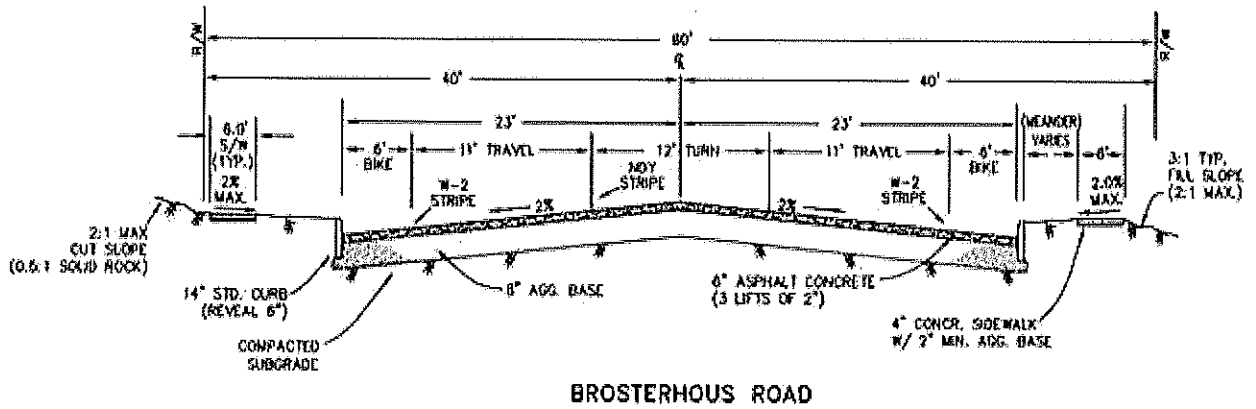 R/W
80'
R/W
℄
40'
40'
23'
23'
6.0'
S/W
(TYP.)
2%
MAX.
6'
BIKE
11' TRAVEL
12' TURN
11' TRAVEL
6'
BIKE
(MEANDER)
VARIES
6'
2.0%
MAX.
3:1 TYP.
FILL SLOPE
(2:1 MAX.)
W-2
STRIPE
NDY
STRIPE
W-2
STRIPE
2%
2%
2:1 MAX
CUT SLOPE
(0.5:1 SOLID ROCK)
14" STD. CURB
(REVEAL 6")
COMPACTED
SUBGRADE
8" AGG. BASE
6" ASPHALT CONCRETE
(3 LIFTS OF 2")
4" CONCR. SIDEWALK
W/ 2" MIN. AGG. BASE
BROSTERHOUS ROAD